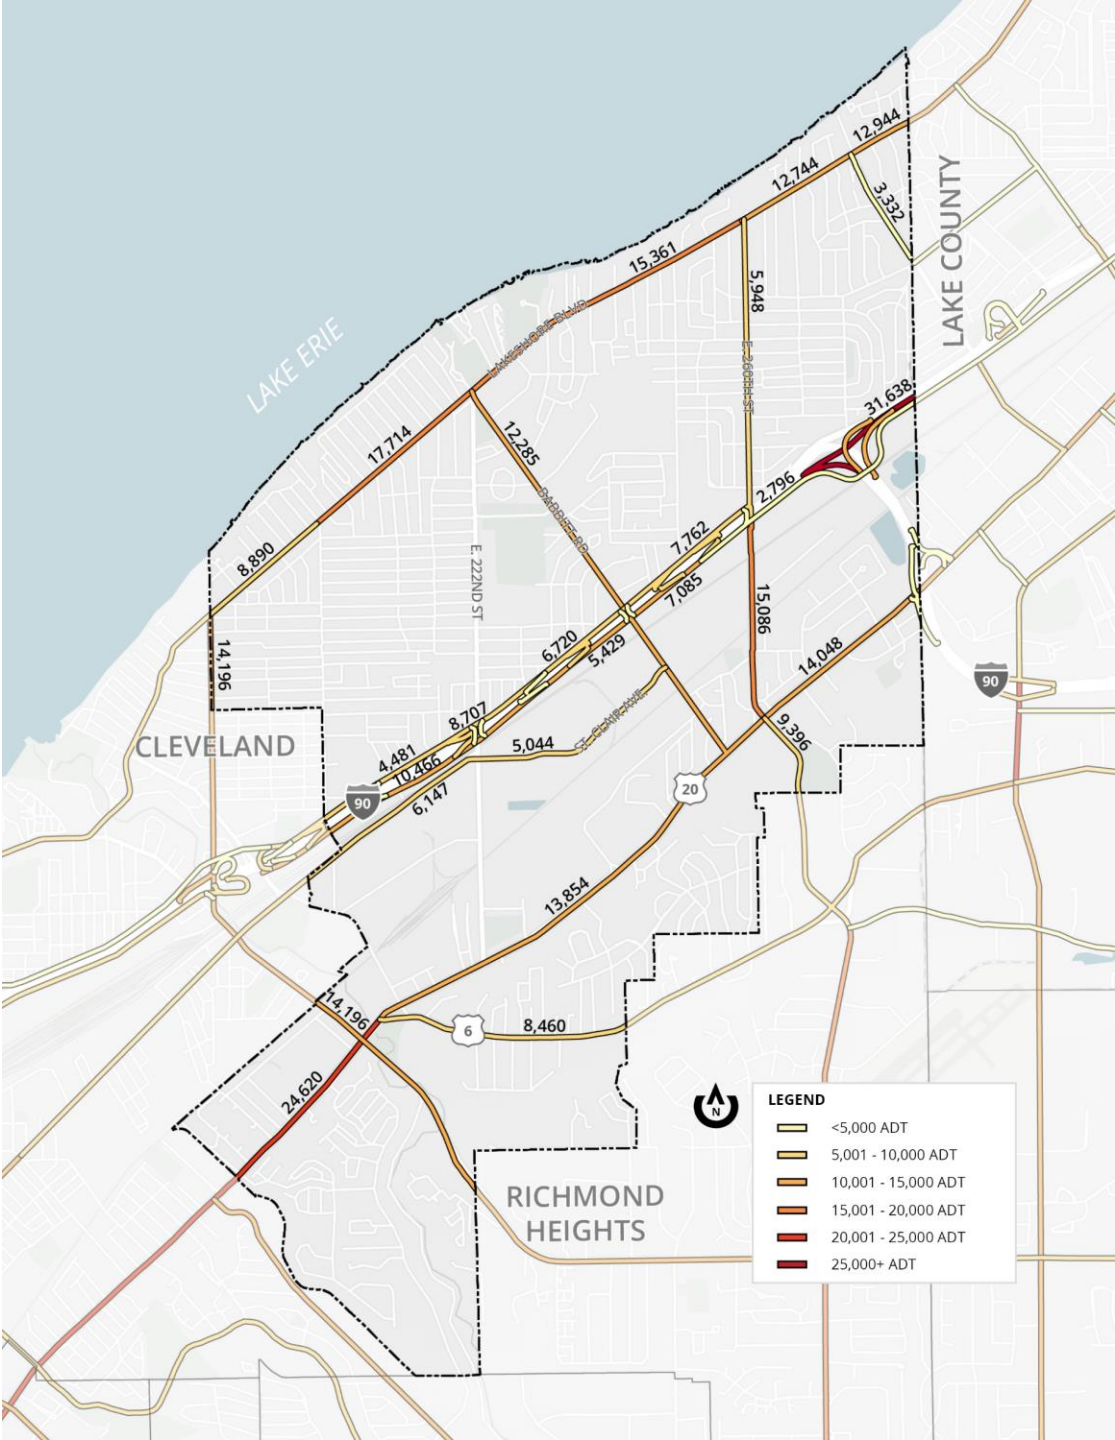 12,944
12,744
3,332
LAKE COUNTY
15,361
5,948
LAKESHORE BLVD
LAKE ERIE
E. 260TH ST
31,638
17,714
12,285
2,796
BABBITT RD
7,762
8,890
E. 222ND ST
7,085
15,086
14,196
6,720
5,429
14,048
90
8,707
ST. CLAIR AVE.
9,396
CLEVELAND
5,044
4,481
10,466
6,147
90
20
13,854
14,196
6
8,460
24,620
N
LEGEND
<5,000 ADT
5,001 - 10,000 ADT
10,001 - 15,000 ADT
15,001 - 20,000 ADT
20,001 - 25,000 ADT
25,000+ ADT
RICHMOND
HEIGHTS